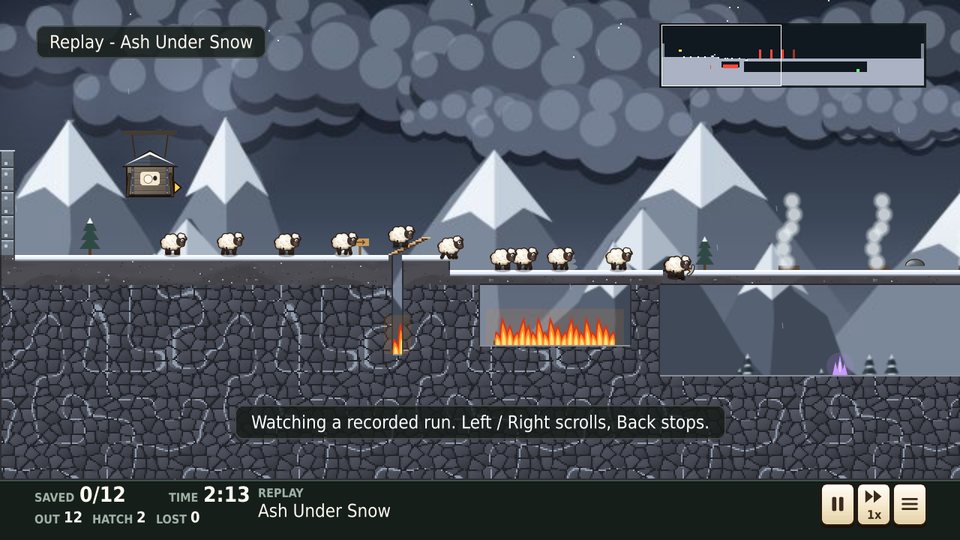 Replay - Ash Under Snow
Watching a recorded run. Left / Right scrolls, Back stops.
SAVED 0/12 TIME 2:13 REPLAY
Ash Under Snow
OUT 12 HATCH 2 LOST 0
1x